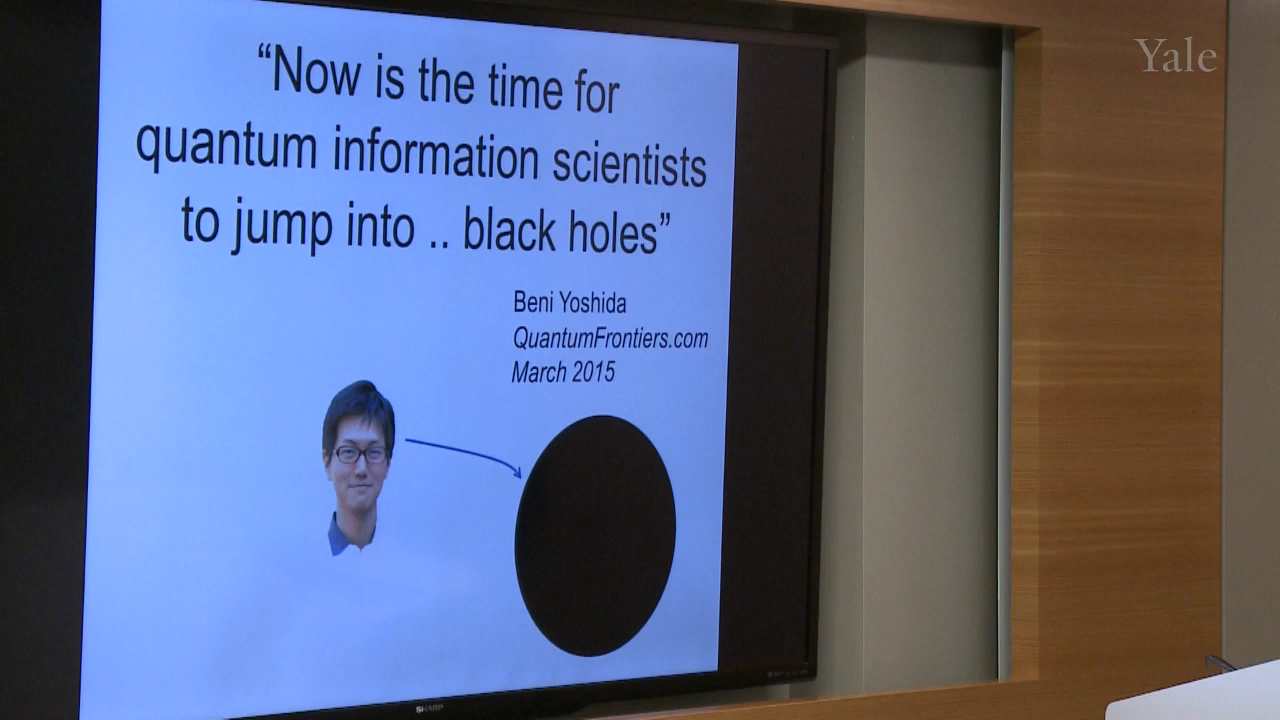 Yale
“Now is the time for
quantum information scientists
to jump into .. black holes”
Beni Yoshida
QuantumFrontiers.com
March 2015
SHARP